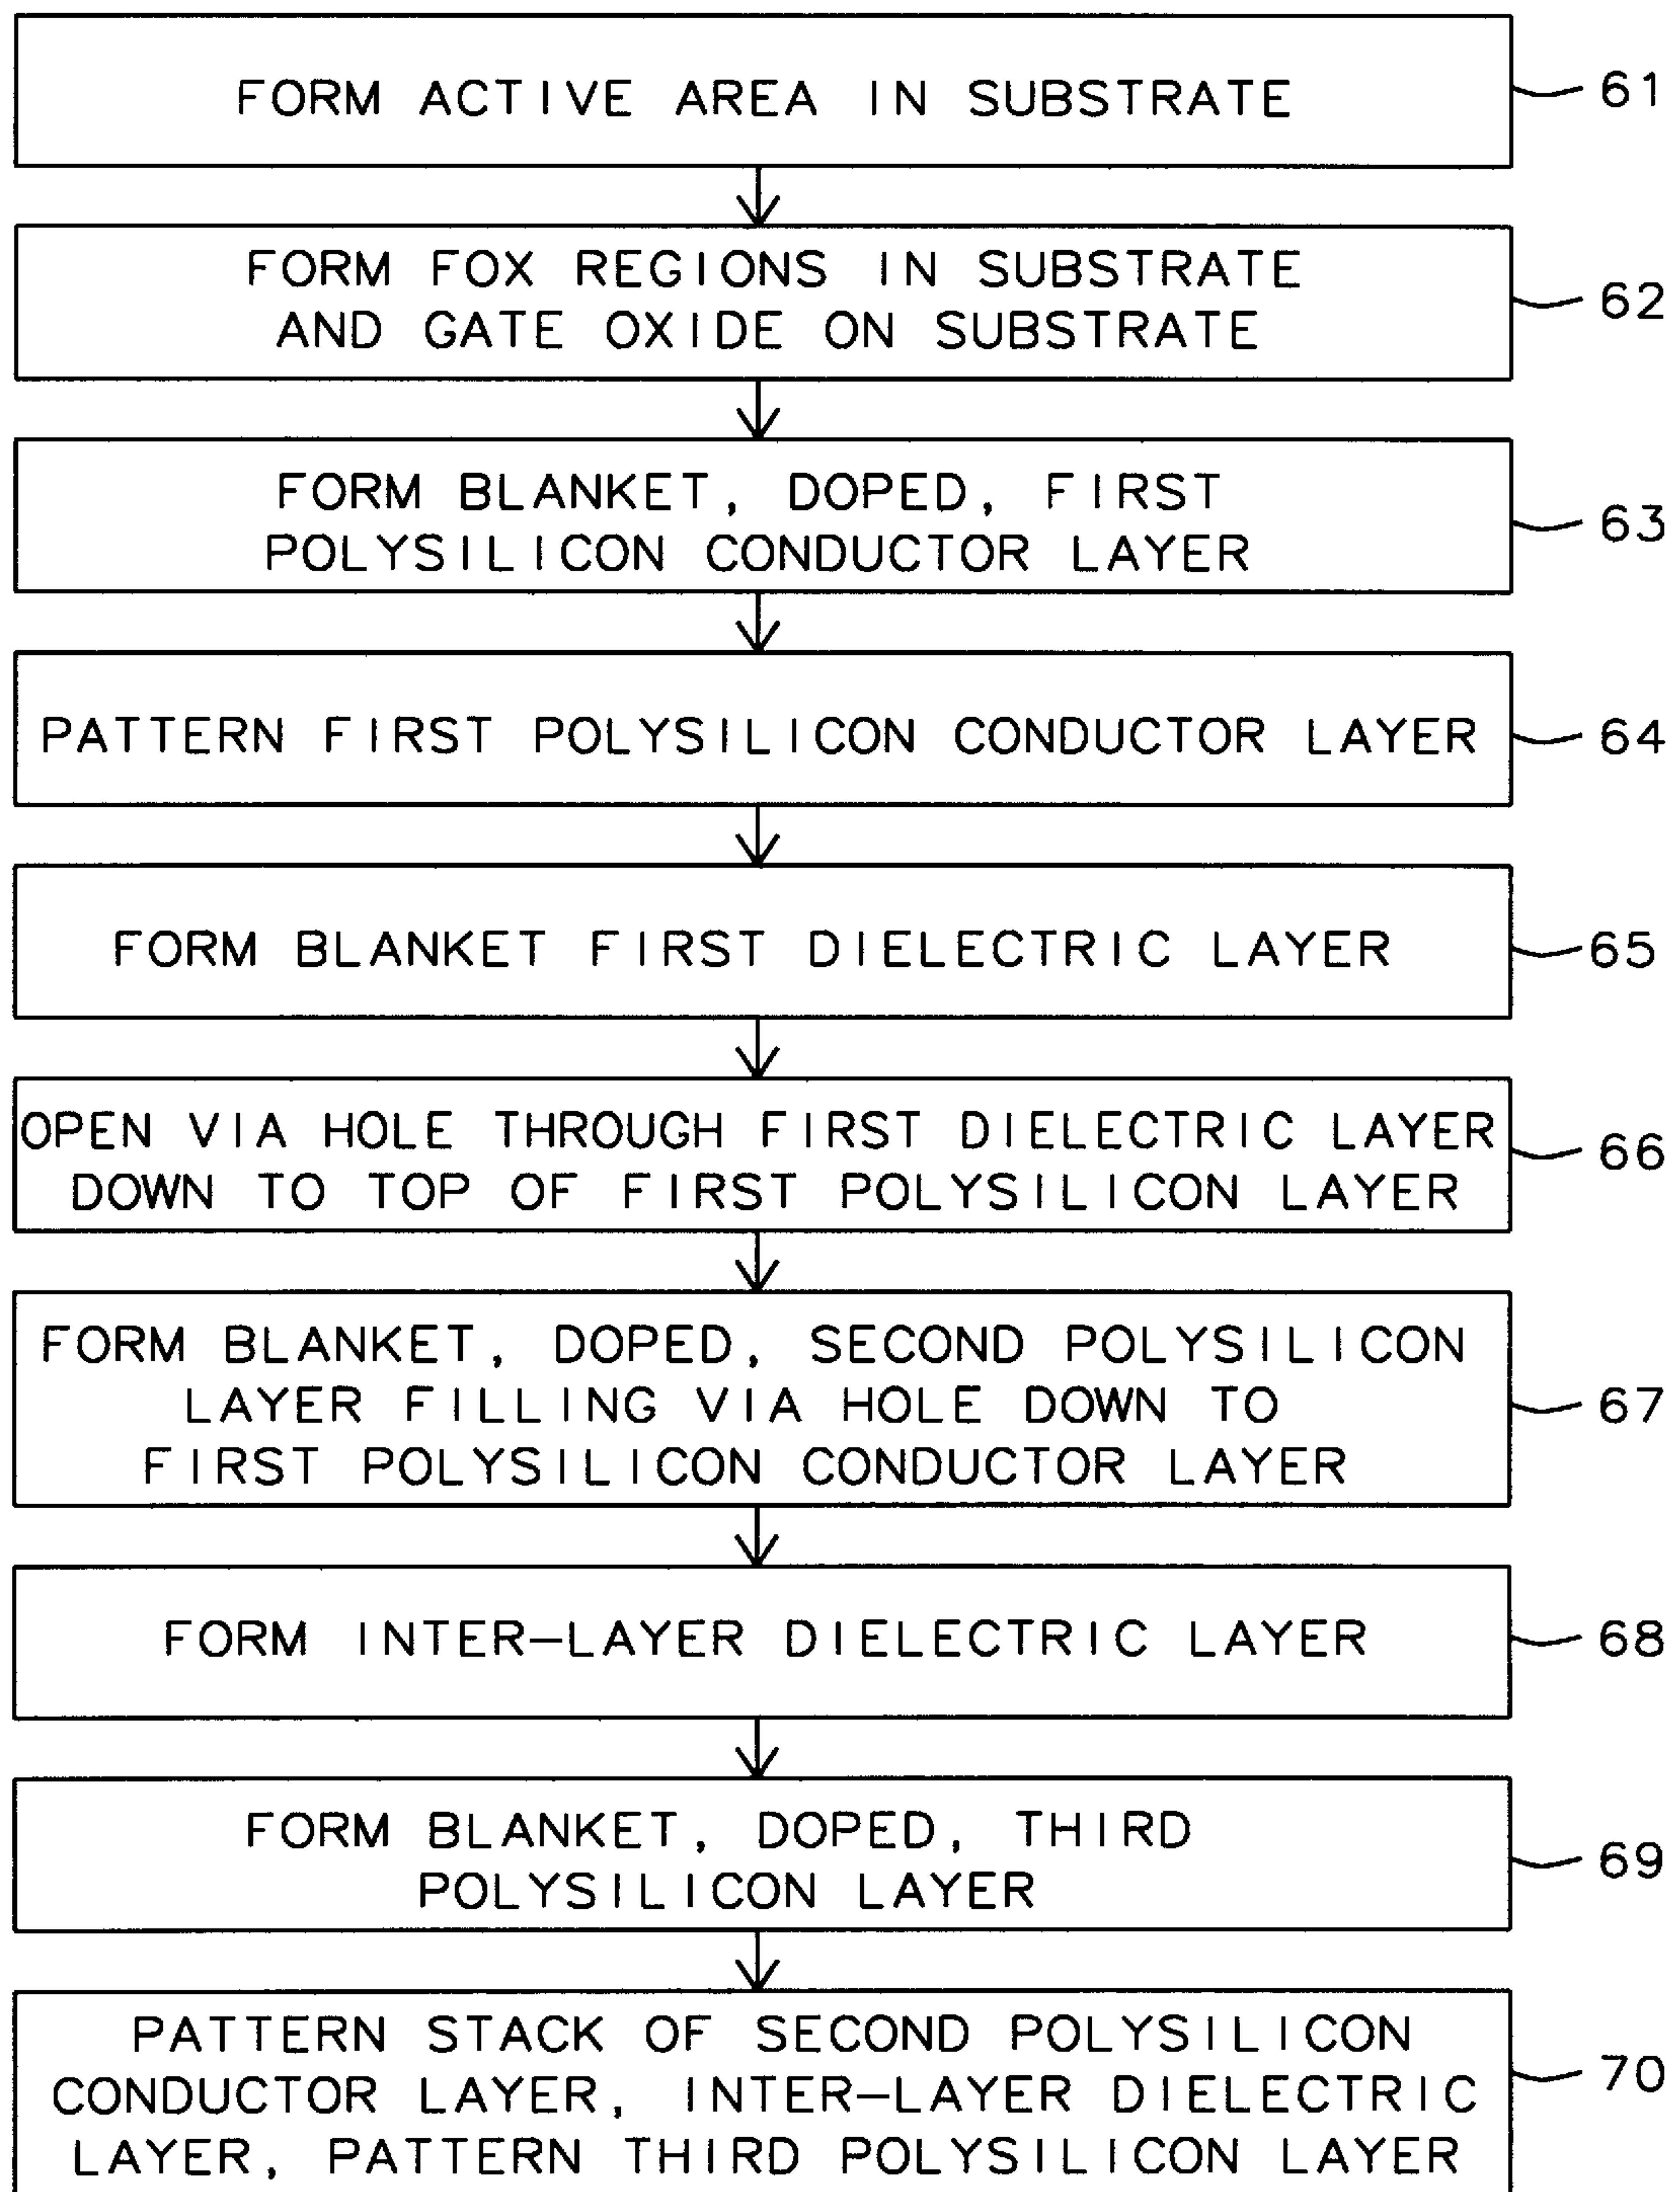 FORM ACTIVE AREA IN SUBSTRATE
61
FORM FOX REGIONS IN SUBSTRATE
AND GATE OXIDE ON SUBSTRATE
62
FORM BLANKET, DOPED, FIRST
POLYSILICON CONDUCTOR LAYER
63
PATTERN FIRST POLYSILICON CONDUCTOR LAYER
64
FORM BLANKET FIRST DIELECTRIC LAYER
65
OPEN VIA HOLE THROUGH FIRST DIELECTRIC LAYER
DOWN TO TOP OF FIRST POLYSILICON LAYER
66
FORM BLANKET, DOPED, SECOND POLYSILICON
LAYER FILLING VIA HOLE DOWN TO
FIRST POLYSILICON CONDUCTOR LAYER
67
FORM INTER-LAYER DIELECTRIC LAYER
68
FORM BLANKET, DOPED, THIRD
POLYSILICON LAYER
69
PATTERN STACK OF SECOND POLYSILICON
CONDUCTOR LAYER, INTER-LAYER DIELECTRIC
LAYER, PATTERN THIRD POLYSILICON LAYER
70